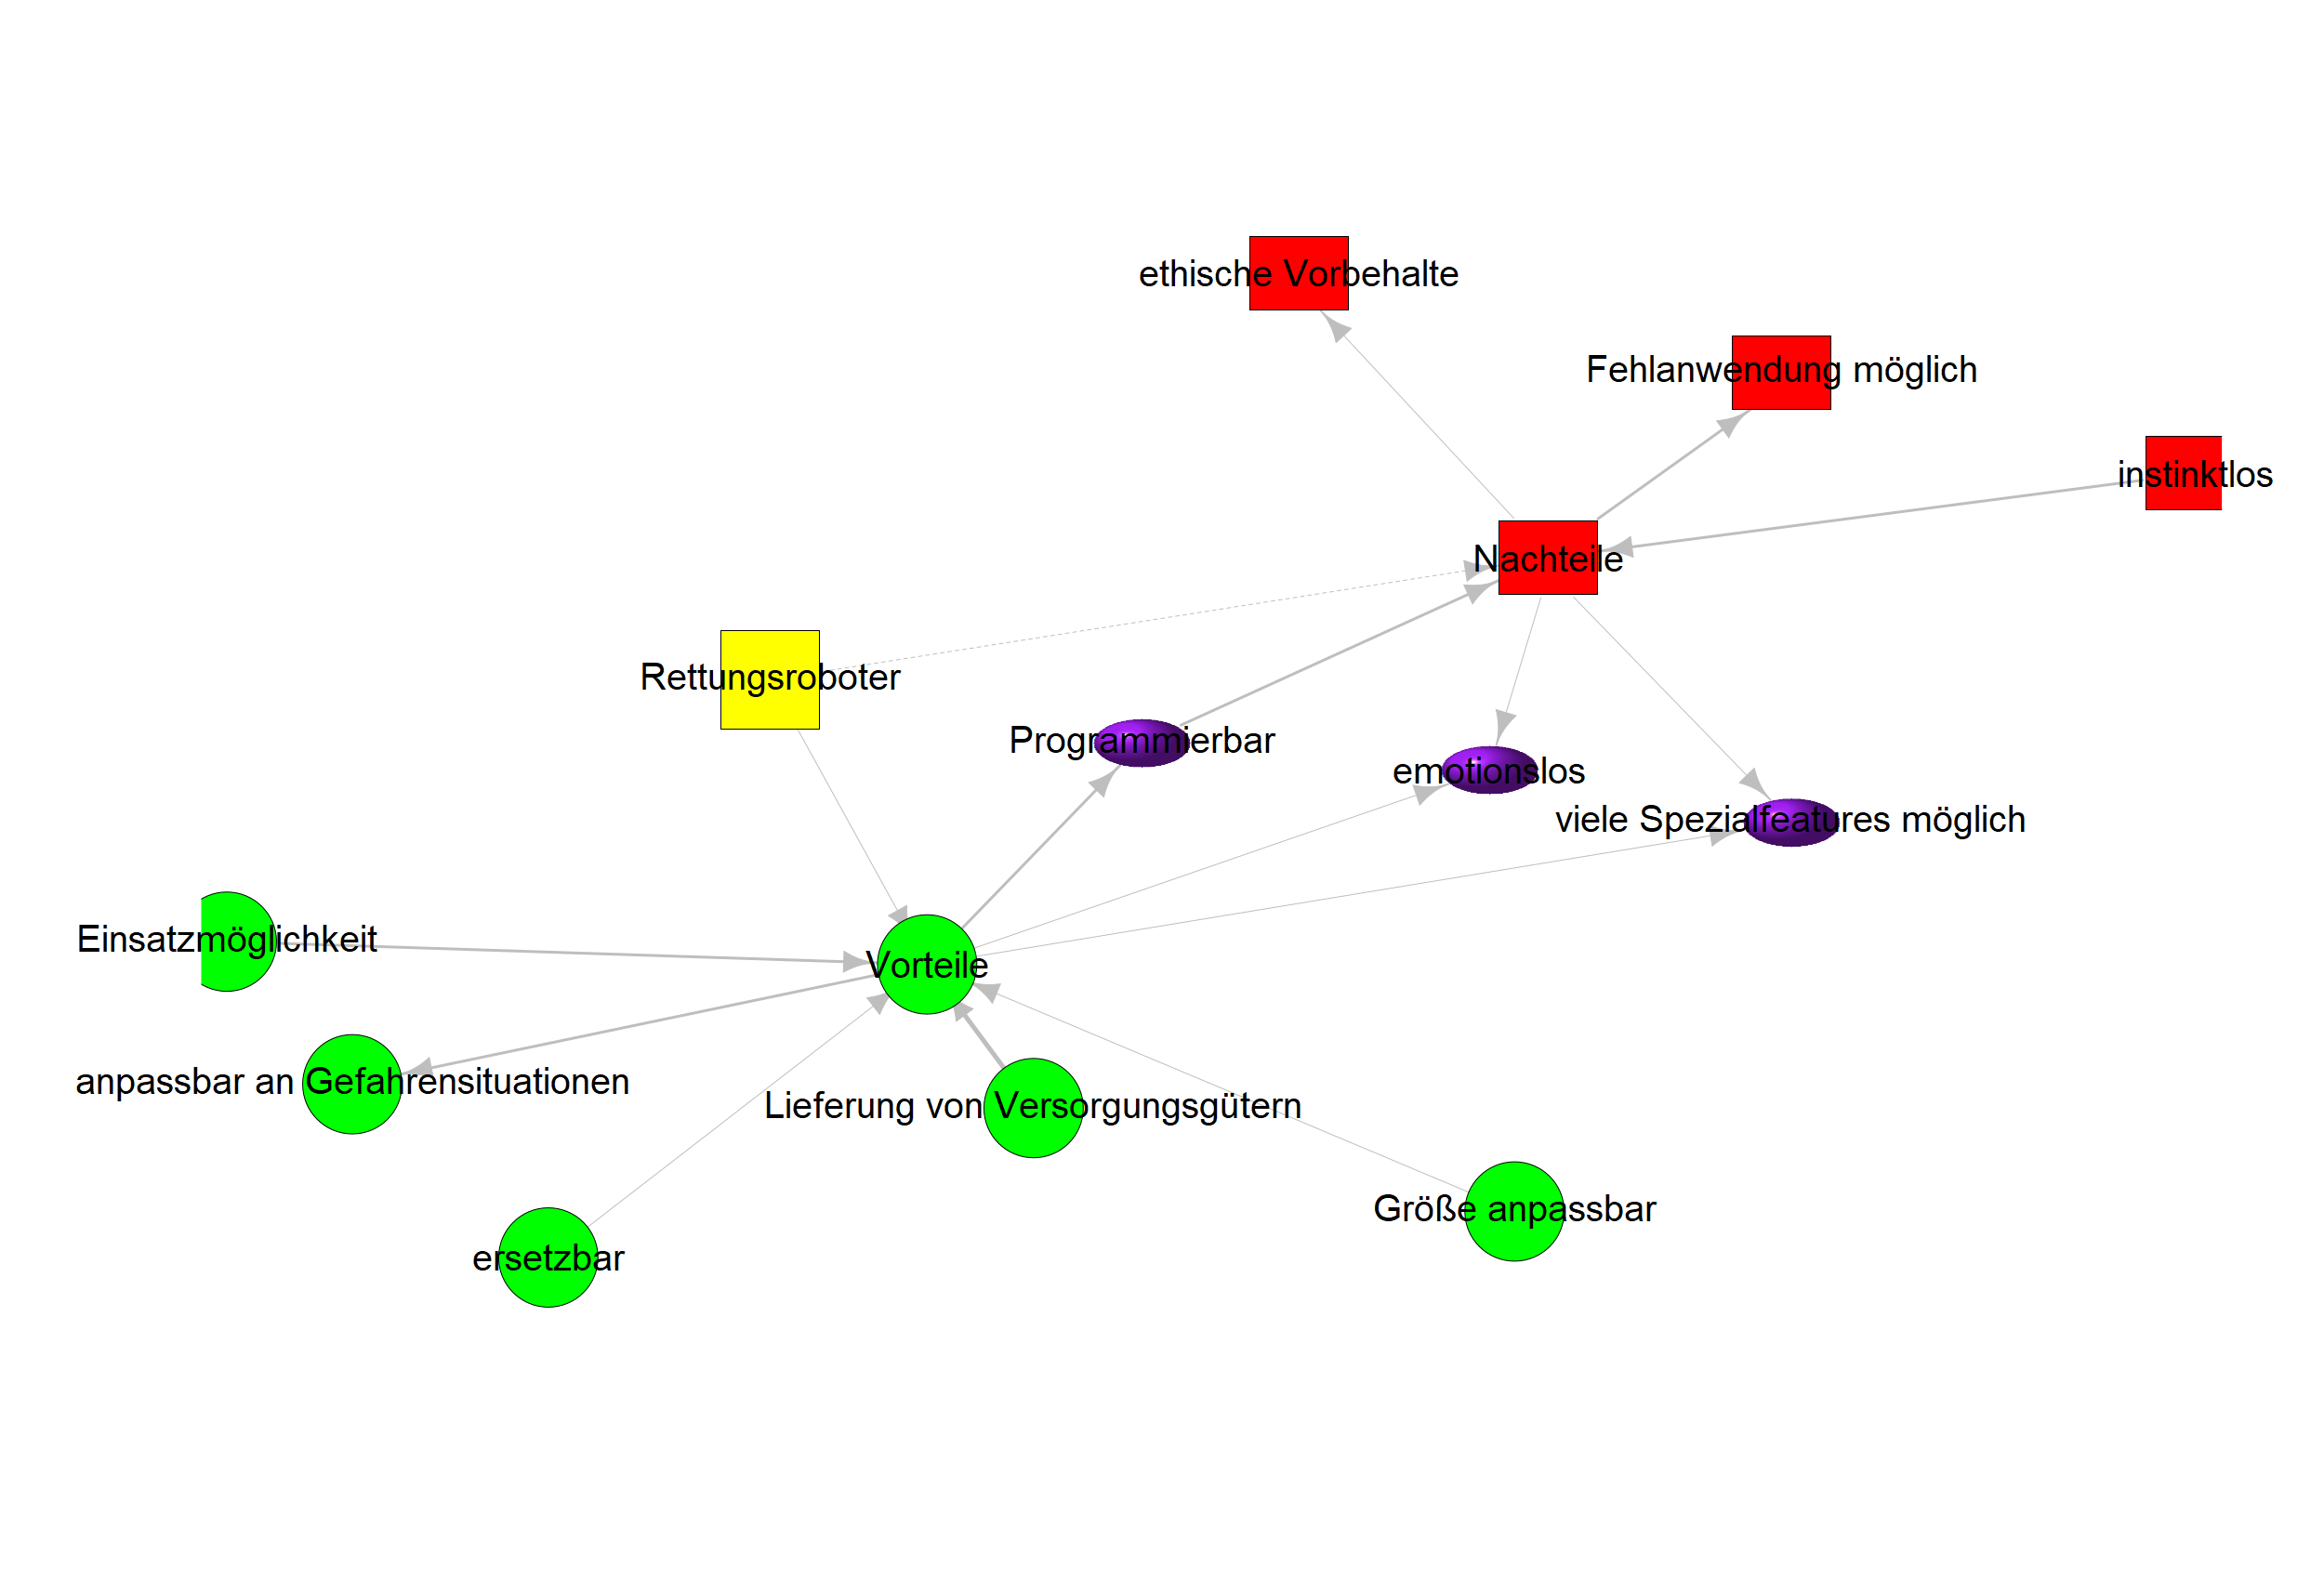 ethische Vorbehalte
Fehlanwendung möglich
instinktlos
Nachteile
Rettungsroboter
Programmierbar
emotionslos
viele Spezialfeatures möglich
Einsatzmöglichkeit
Vorteile
anpassbar an Gefahrensituationen
Lieferung von Versorgungsgütern
Größe anpassbar
ersetzbar